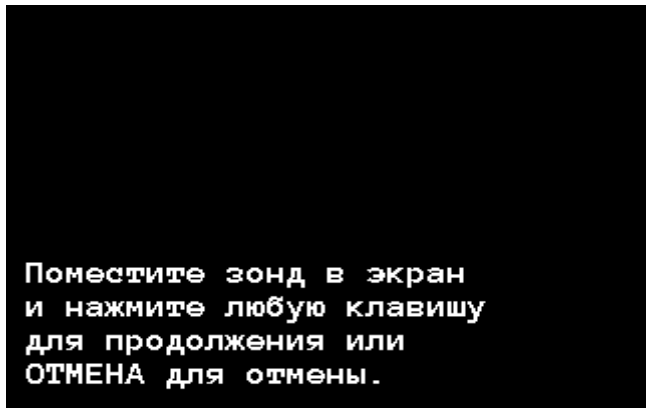 Поместите зонд в экран
и нажмите любую клавишу
для продолжения или
ОТМЕНА для отмены.